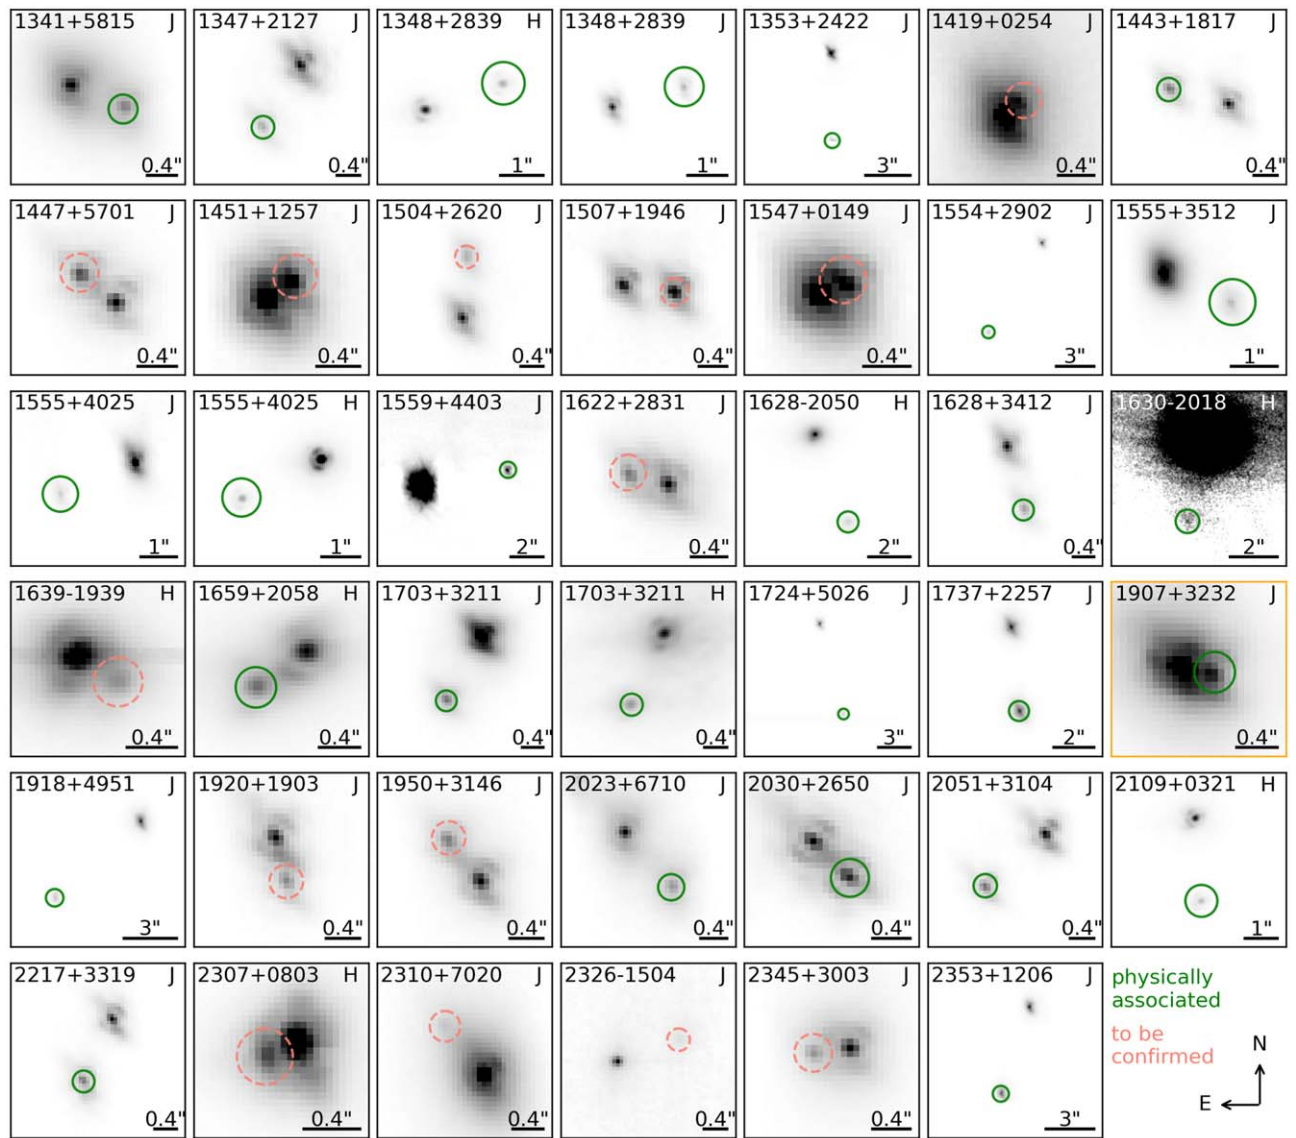 1341+5815 J
0.4"
1347+2127 J
0.4"
1348+2839 H
1"
1348+2839 J
1"
1353+2422 J
3"
1419+0254 J
0.4"
1443+1817 J
0.4"
1447+5701 J
0.4"
1451+1257 J
0.4"
1504+2620 J
0.4"
1507+1946 J
0.4"
1547+0149 J
0.4"
1554+2902 J
3"
1555+3512 J
1"
1555+4025 J
1"
1555+4025 H
1"
1559+4403 J
2"
1622+2831 J
0.4"
1628-2050 H
2"
1628+3412 J
0.4"
1630-2018 H
2"
1639-1939 H
0.4"
1659+2058 H
0.4"
1703+3211 J
0.4"
1703+3211 H
0.4"
1724+5026 J
3"
1737+2257 J
2"
1907+3232 J
0.4"
1918+4951 J
3"
1920+1903 J
0.4"
1950+3146 J
0.4"
2023+6710 J
0.4"
2030+2650 J
0.4"
2051+3104 J
0.4"
2109+0321 H
1"
2217+3319 J
0.4"
2307+0803 H
0.4"
2310+7020 J
0.4"
2326-1504 J
0.4"
2345+3003 J
0.4"
2353+1206 J
3"
physically
associated
to be
confirmed
N
E